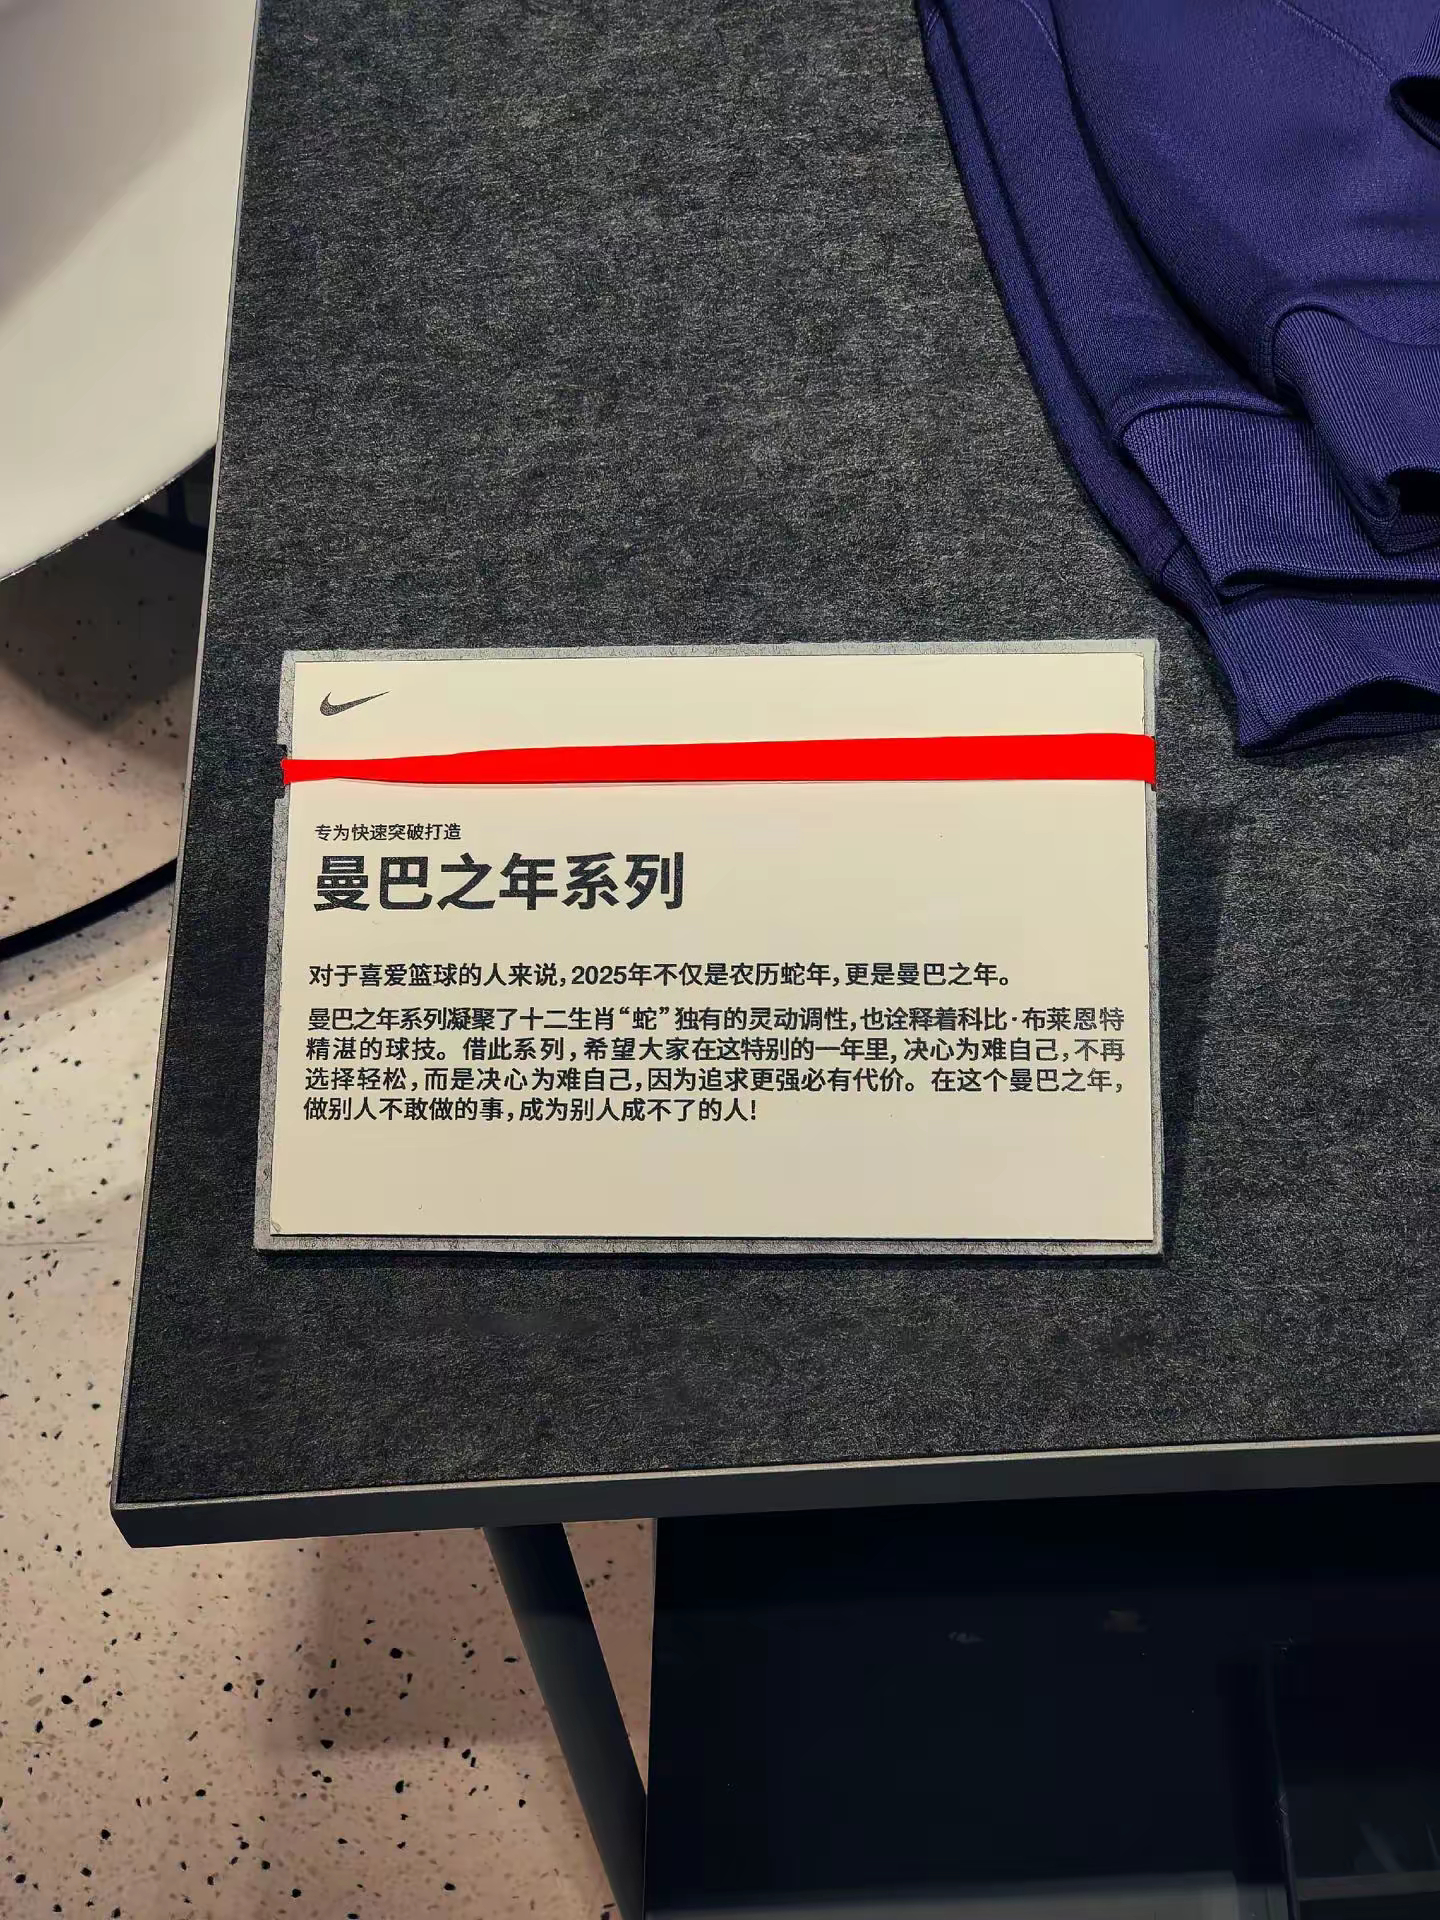 专为快速突破打造
曼巴之年系列
对于喜爱篮球的人来说，2025年不仅是农历蛇年，更是曼巴之年。
曼巴之年系列凝聚了十二生肖“蛇”独有的灵动调性，也诠释着科比·布莱恩特
精湛的球技。借此系列，希望大家在这特别的一年里，决心为难自己，不再
选择轻松，而是决心为难自己，因为追求更强必有代价。在这个曼巴之年，
做别人不敢做的事，成为别人成不了的人！